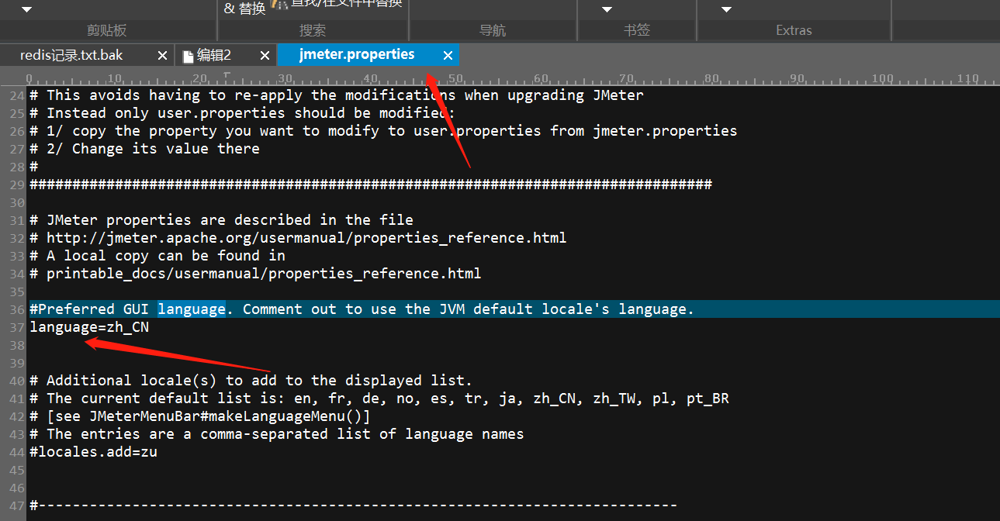 & 替换 查找/在文件中替换
剪贴板 搜索 导航 书签 Extras
redis记录.txt.bak 编辑2 jmeter.properties
0 10 20 30 40 50 60 70 80 90 100 110
24 # This avoids having to re-apply the modifications when upgrading JMeter
25 # Instead only user.properties should be modified:
26 # 1/ copy the property you want to modify to user.properties from jmeter.properties
27 # 2/ Change its value there
28 #
29 ################################################################################
30
31 # JMeter properties are described in the file
32 # http://jmeter.apache.org/usermanual/properties_reference.html
33 # A local copy can be found in
34 # printable_docs/usermanual/properties_reference.html
35
36 #Preferred GUI language. Comment out to use the JVM default locale's language.
37 language=zh_CN
38
39
40 # Additional locale(s) to add to the displayed list.
41 # The current default list is: en, fr, de, no, es, tr, ja, zh_CN, zh_TW, pl, pt_BR
42 # [see JMeterMenuBar#makeLanguageMenu()]
43 # The entries are a comma-separated list of language names
44 #locales.add=zu
45
46
47 #---------------------------------------------------------------------------